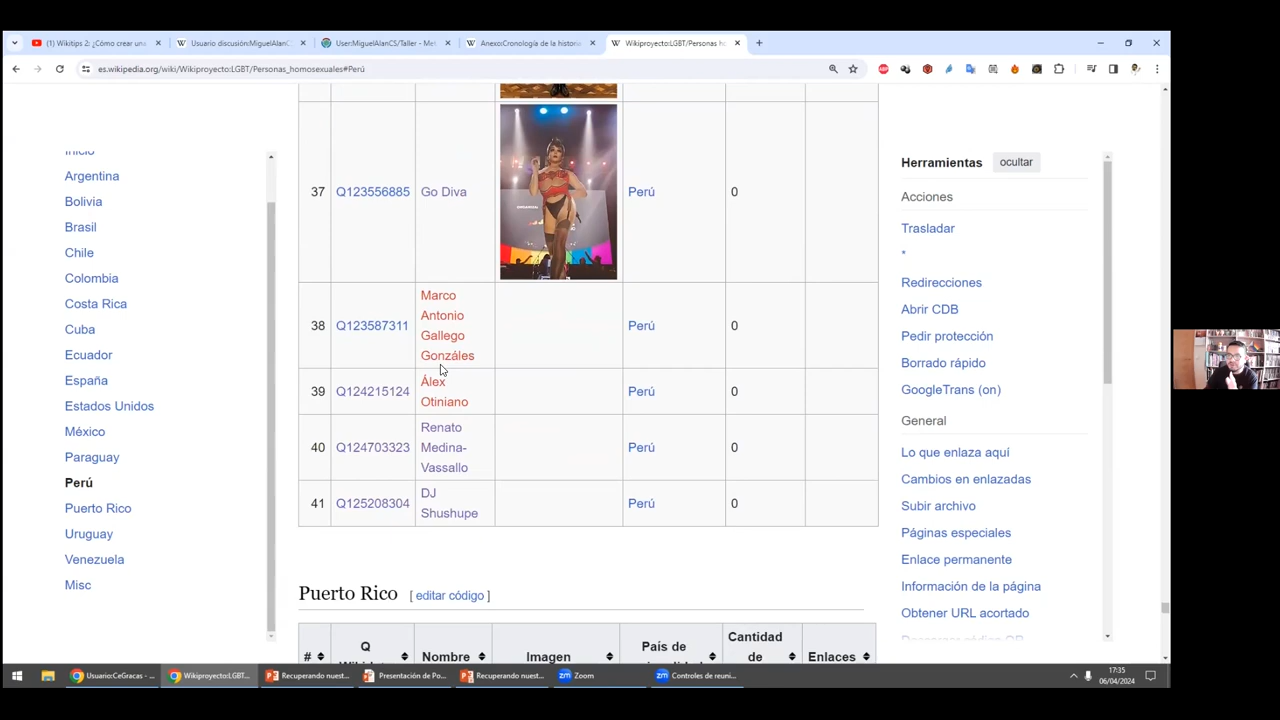 (1) Wikitips 2: ¿Cómo crear una
Usuario discusión:MiguelAlanCS/
User:MiguelAlanCS/Taller - Met
Anexo:Cronología de la historia
Wikiproyecto:LGBT/Personas ho
es.wikipedia.org/wiki/Wikiproyecto:LGBT/Personas_homosexuales#Perú
Inicio
Argentina
Bolivia
Brasil
Chile
Colombia
Costa Rica
Cuba
Ecuador
España
Estados Unidos
México
Paraguay
Perú
Puerto Rico
Uruguay
Venezuela
Misc
37 Q123556885 Go Diva Perú 0
38 Q123587311 Marco
Antonio
Gallego
Gonzáles
Perú 0
39 Q124215124 Álex
Otiniano
Perú 0
40 Q124703323 Renato
Medina-
Vassallo
Perú 0
41 Q125208304 DJ
Shushupe
Perú 0
Puerto Rico [ editar código ]
# Q Nombre Imagen País de Cantidad
de Enlaces
Herramientas ocultar
Acciones
Trasladar
*
Redirecciones
Abrir CDB
Pedir protección
Borrado rápido
GoogleTrans (on)
General
Lo que enlaza aquí
Cambios en enlazadas
Subir archivo
Páginas especiales
Enlace permanente
Información de la página
Obtener URL acortado
Usuario:CeGracas - ...
Wikiproyecto:LGBT...
Recuperando nuest...
Presentación de Po...
Recuperando nuest...
Zoom
Controles de reuni...
17:35
06/04/2024